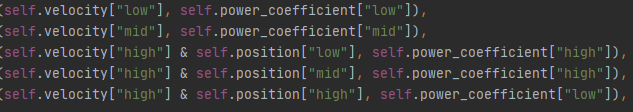 (self.velocity["low"], self.power_coefficient["low"]),
(self.velocity["mid"], self.power_coefficient["mid"]),
(self.velocity["high"] & self.position["low"], self.power_coefficient["high"]),
(self.velocity["high"] & self.position["mid"], self.power_coefficient["high"]),
(self.velocity["high"] & self.position["high"], self.power_coefficient["low"]),